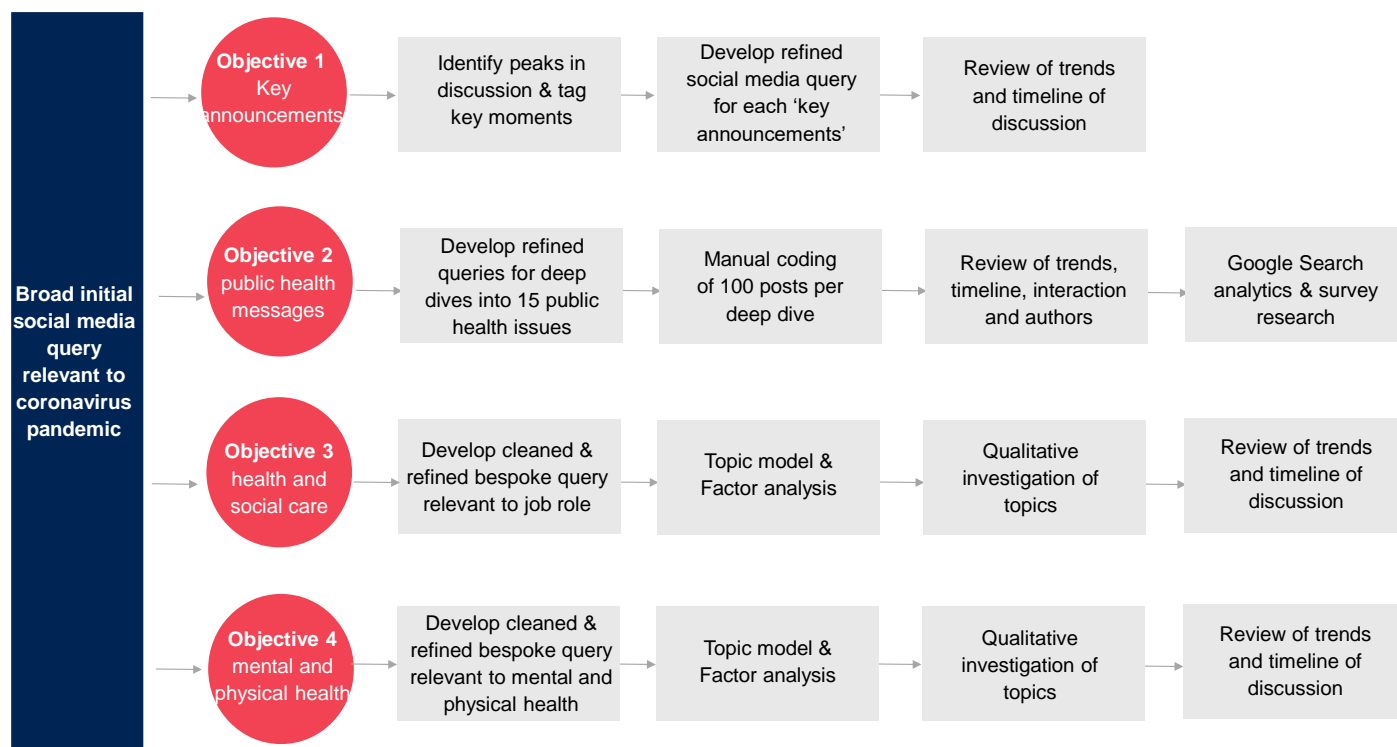 Broad initial
social media
query
relevant to
coronavirus
pandemic
Objective 1
Key
announcements
Identify peaks in
discussion & tag
key moments
Develop refined
social media query
for each ‘key
announcements’
Review of trends
and timeline of
discussion
Objective 2
public health
messages
Develop refined
queries for deep
dives into 15 public
health issues
Manual coding
of 100 posts per
deep dive
Review of trends,
timeline, interaction
and authors
Google Search
analytics & survey
research
Objective 3
health and
social care
Develop cleaned &
refined bespoke query
relevant to job role
Topic model &
Factor analysis
Qualitative
investigation of
topics
Review of trends
and timeline of
discussion
Objective 4
mental and
physical health
Develop cleaned &
refined bespoke query
relevant to mental and
physical health
Topic model &
Factor analysis
Qualitative
investigation of
topics
Review of trends
and timeline of
discussion